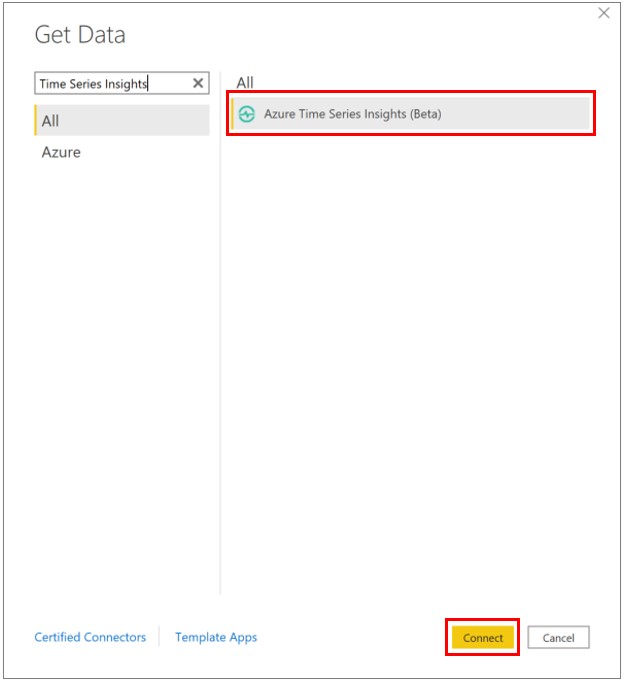 Get Data
Time Series Insights
All
Azure
All
Azure Time Series Insights (Beta)
Certified Connectors
Template Apps
Connect
Cancel